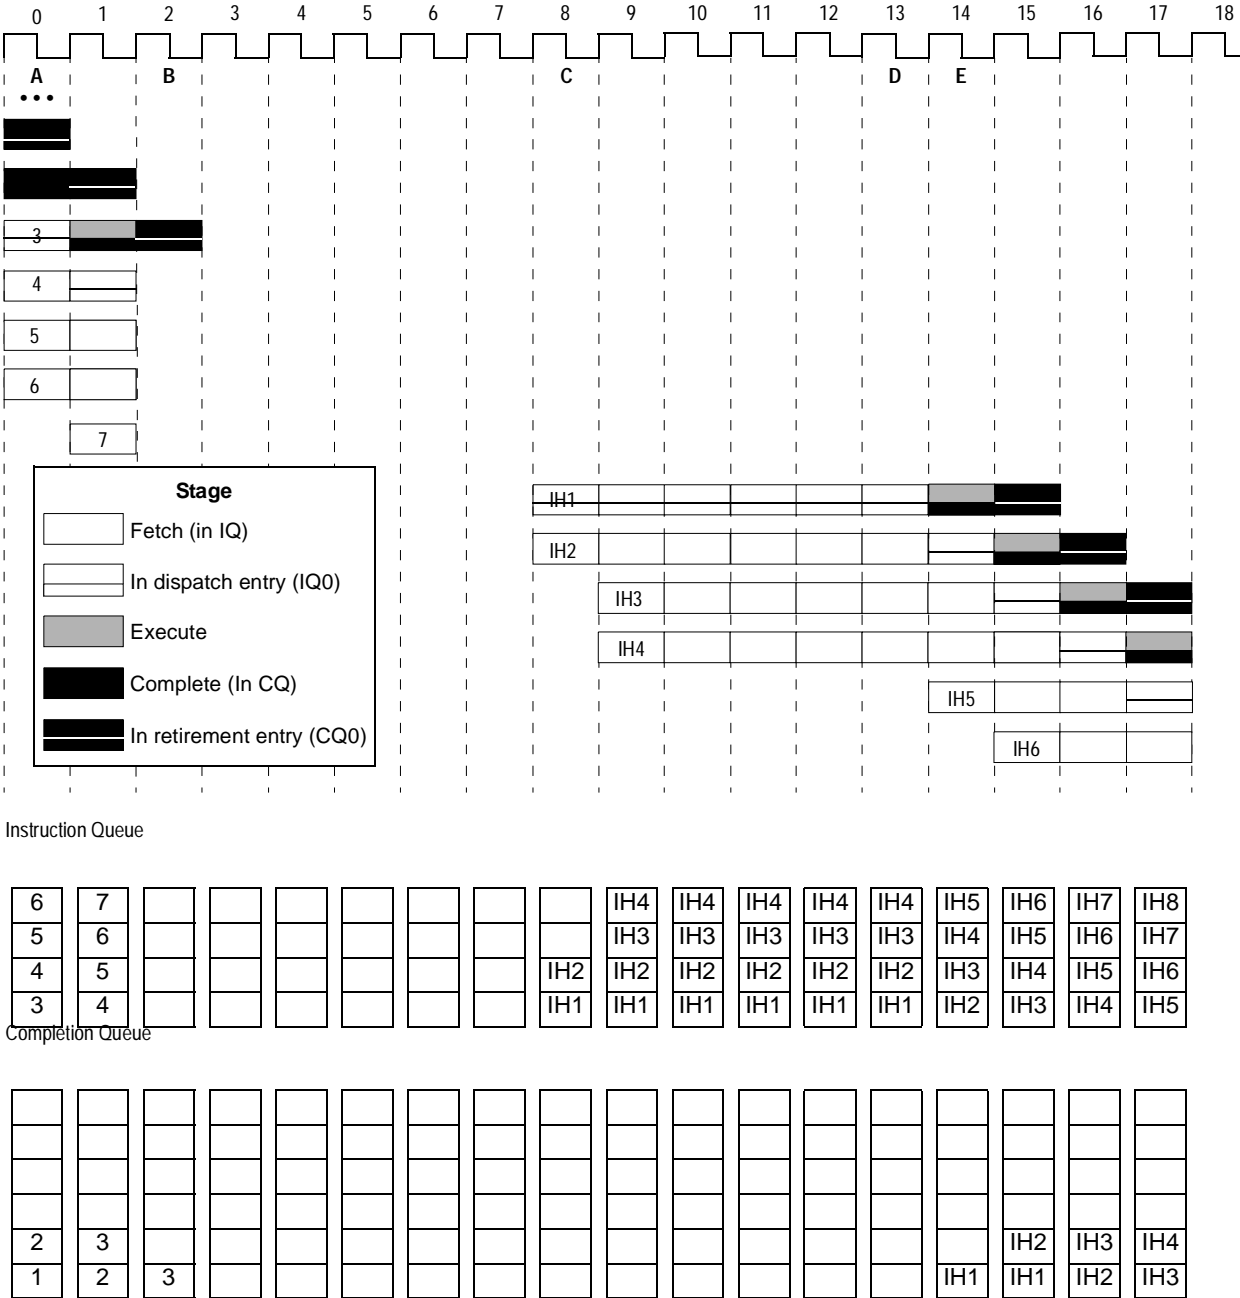 0 1 2 3 4 5 6 7 8 9 10 11 12 13 14 15 16 17 18
A B C D E
•••
3
4
5
6
7
Stage
Fetch (in IQ)
In dispatch entry (IQ0)
Execute
Complete (In CQ)
In retirement entry (CQ0)
IH1
IH2
IH3
IH4
IH5
IH6
Instruction Queue
6 7 IH4 IH4 IH4 IH4 IH4 IH5 IH6 IH7 IH8
5 6 IH3 IH3 IH3 IH3 IH3 IH4 IH5 IH6 IH7
4 5 IH2 IH2 IH2 IH2 IH2 IH2 IH3 IH4 IH5 IH6
3 4 IH1 IH1 IH1 IH1 IH1 IH1 IH2 IH3 IH4 IH5
Completion Queue
2 3 IH2 IH3 IH4
1 2 3 IH1 IH1 IH2 IH3